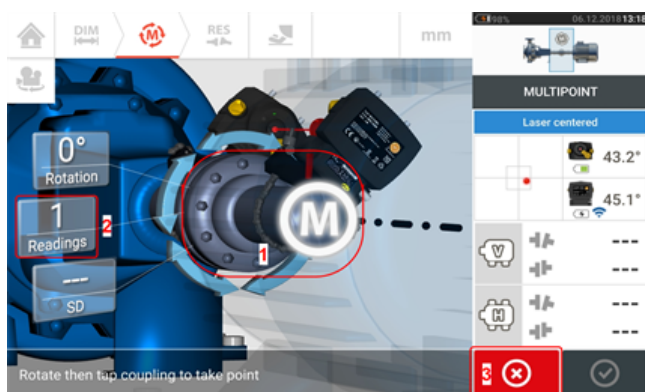 DIM
M
RES
mm
98%
06.12.2018 13:18
MULTIPOINT
Laser centered
43.2°
45.1°
0°
Rotation
1
Readings
2
---
SD
M
1
V
---
---
H
---
---
Rotate then tap coupling to take point
3